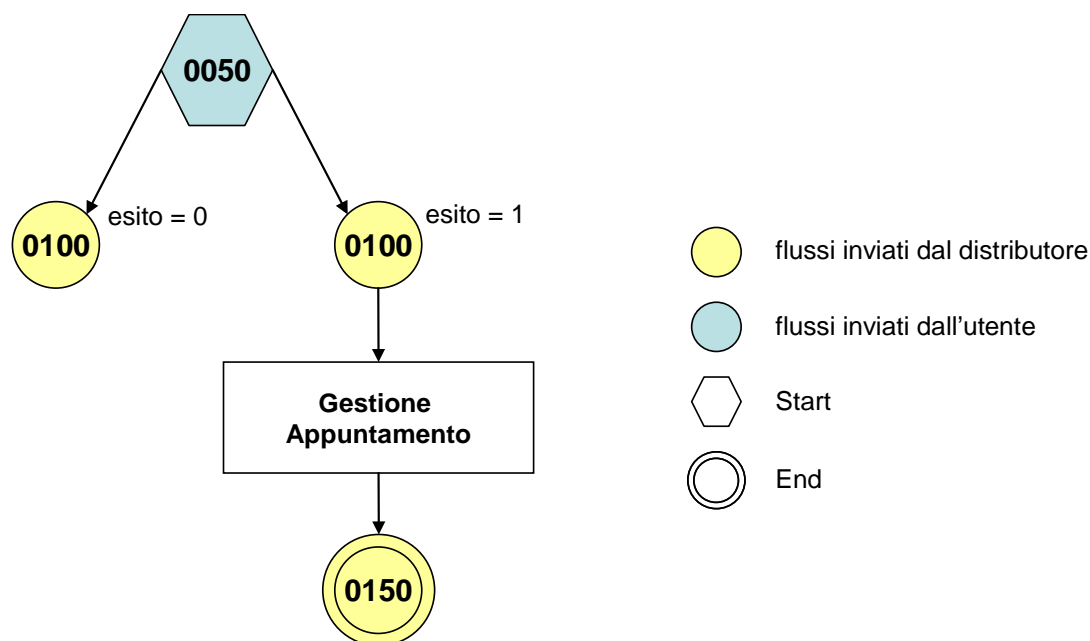 0050
esito = 0
esito = 1
0100
0100
Gestione
Appuntamento
0150
flussi inviati dal distributore
flussi inviati dall'utente
Start
End